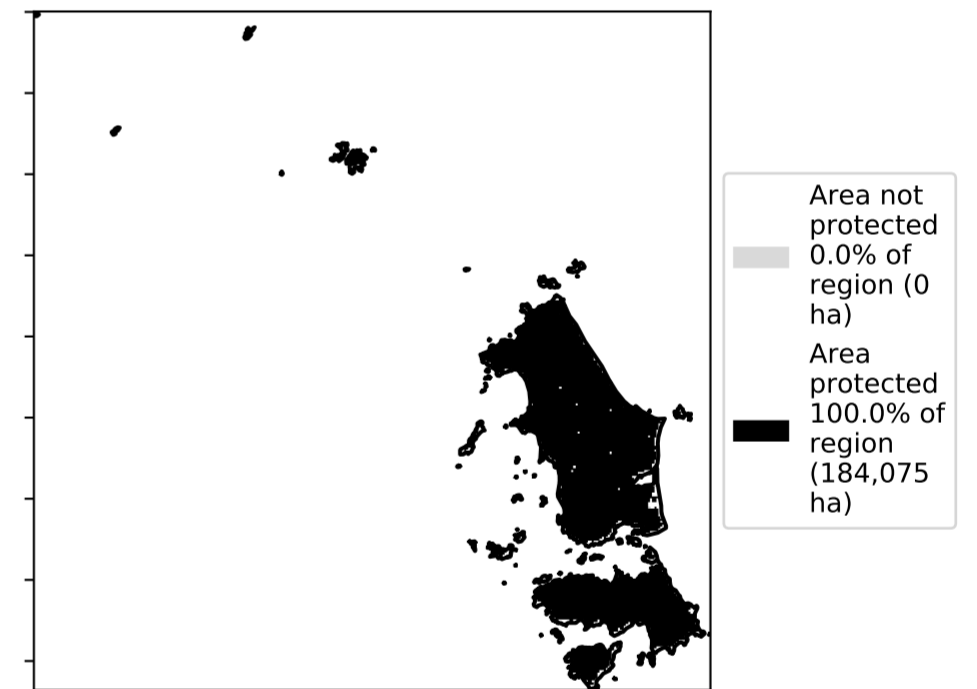 Area not
protected
0.0% of
region (0
ha)
Area
protected
100.0% of
region
(184,075
ha)